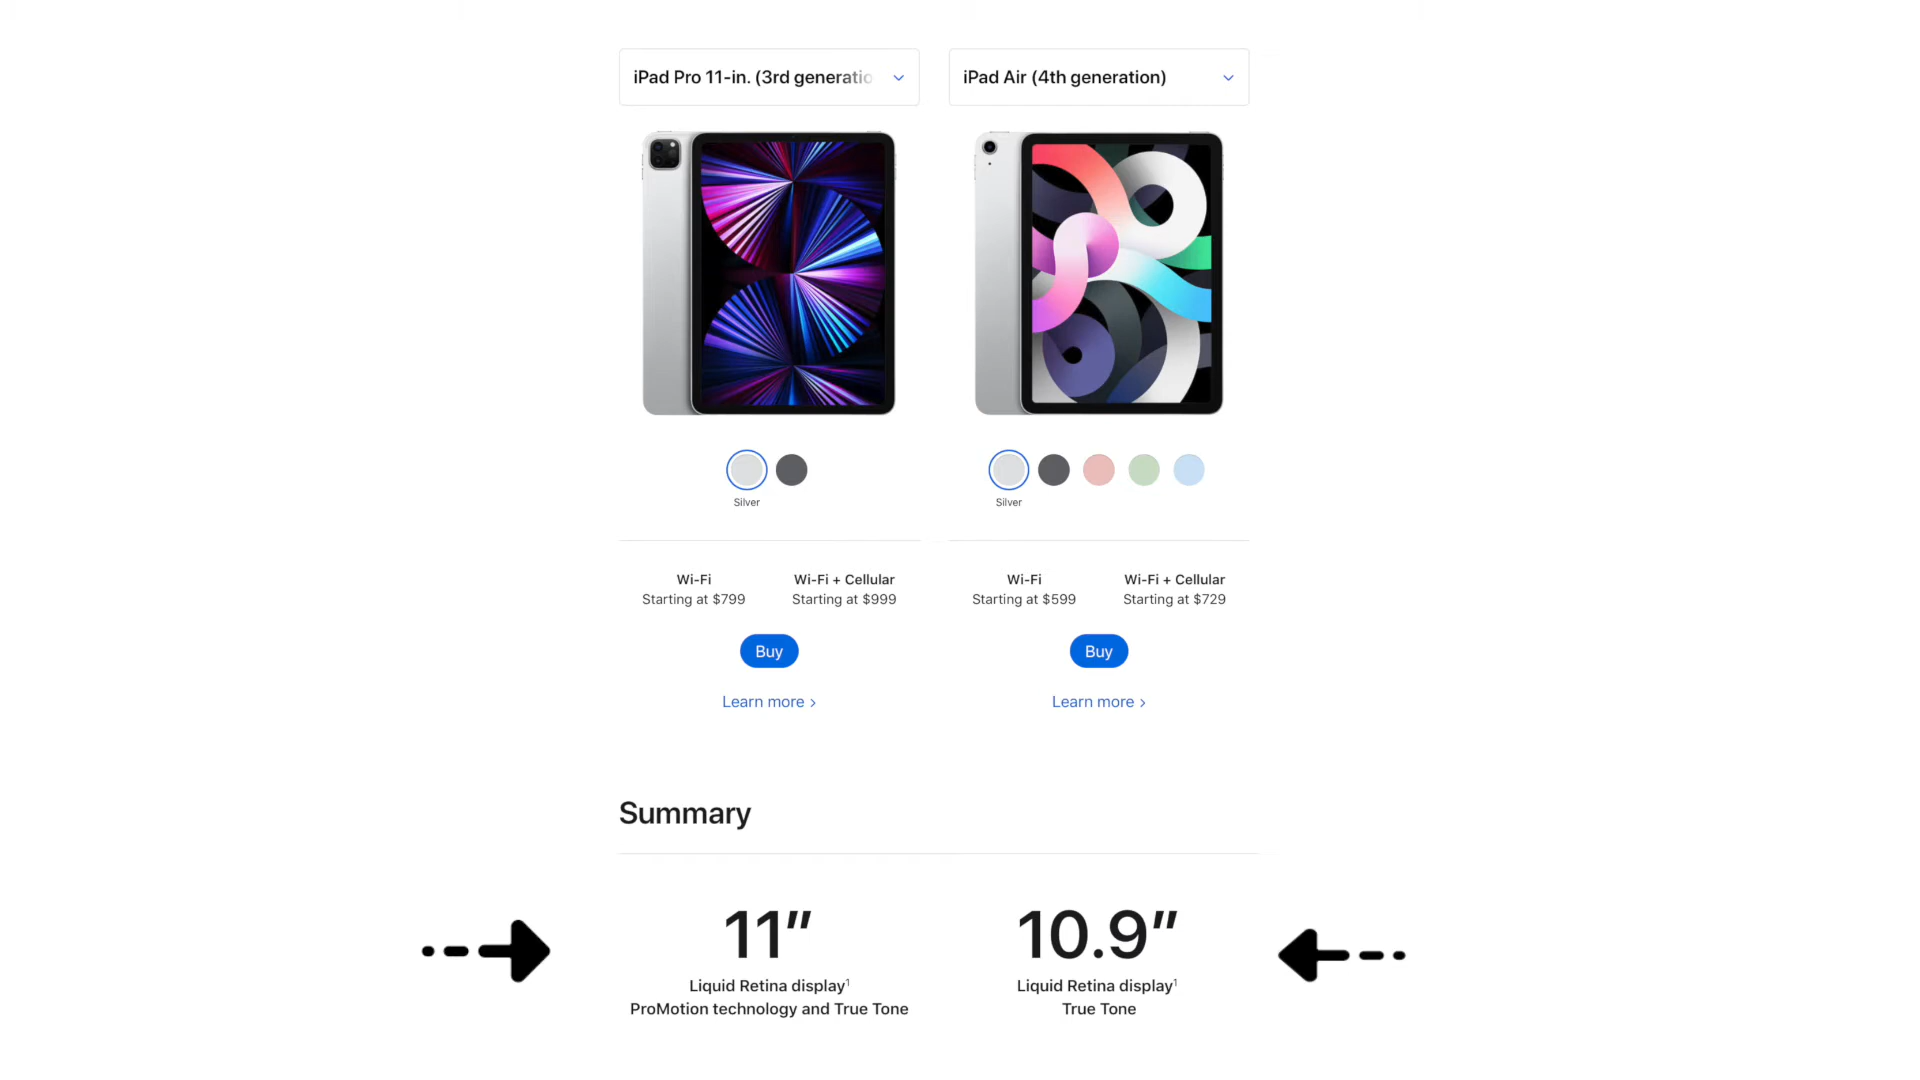 iPad Pro 11-in. (3rd generatio
iPad Air (4th generation)
Silver
Silver
Wi-Fi
Starting at $799
Wi-Fi + Cellular
Starting at $999
Wi-Fi
Starting at $599
Wi-Fi + Cellular
Starting at $729
Buy
Buy
Learn more >
Learn more >
Summary
11”
Liquid Retina display¹
ProMotion technology and True Tone
10.9”
Liquid Retina display¹
True Tone